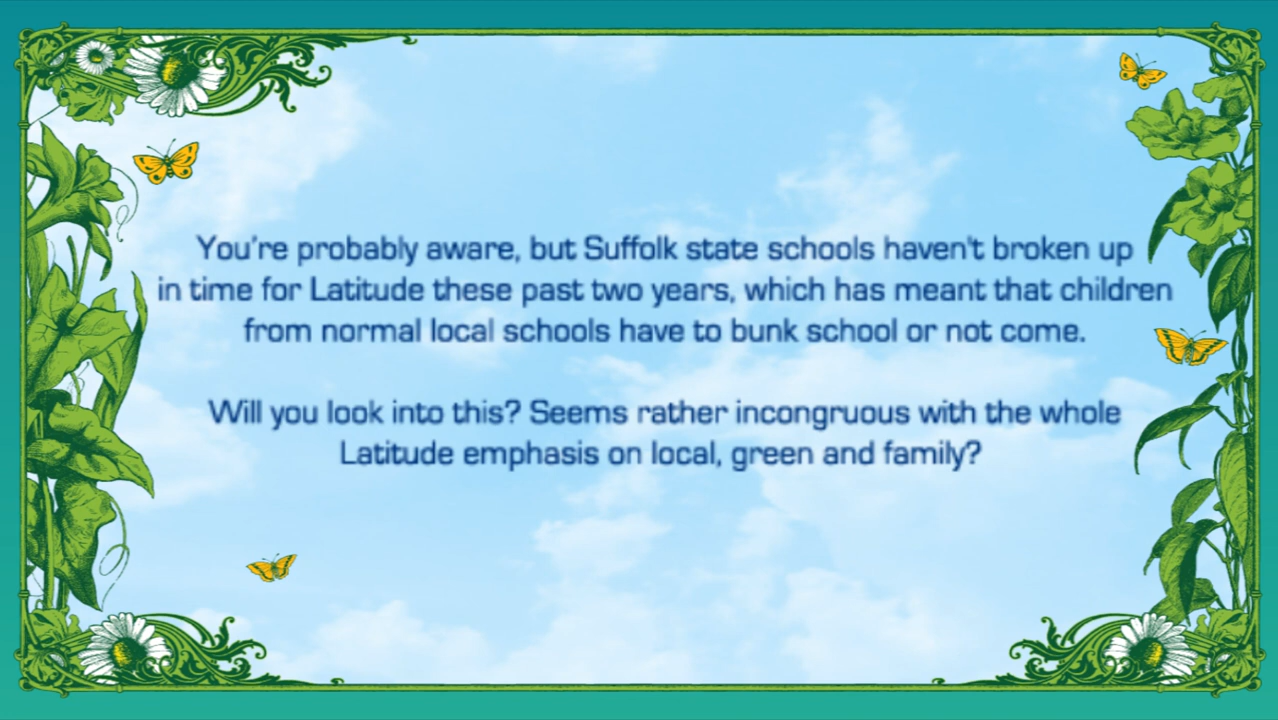 You're probably aware, but Suffolk state schools haven't broken up
in time for Latitude these past two years, which has meant that children
from normal local schools have to bunk school or not come.
Will you look into this? Seems rather incongruous with the whole
Latitude emphasis on local, green and family?